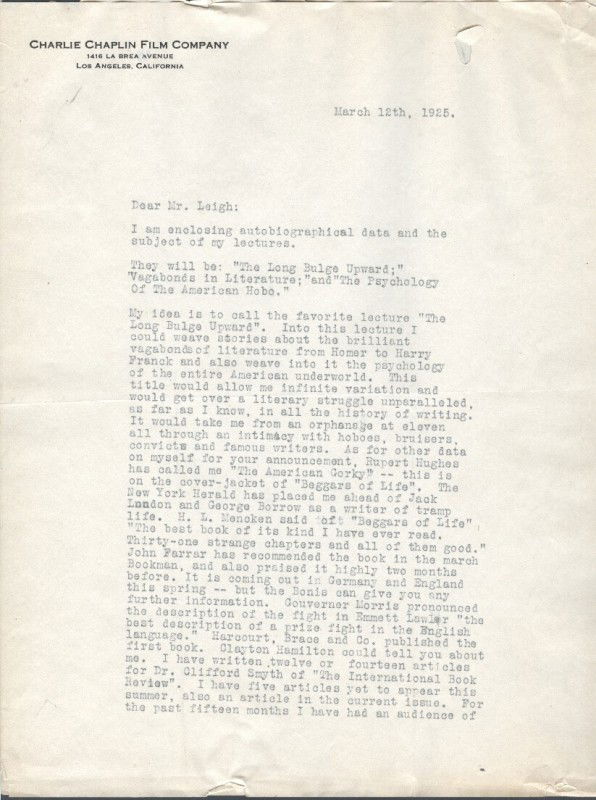 CHARLIE CHAPLIN FILM COMPANY
1416 LA BREA AVENUE
LOS ANGELES, CALIFORNIA
March 12th, 1925.
Dear Mr. Leigh:
I am enclosing autobiographical data and the
subject of my lectures.
They will be: "The Long Bulge Upward;"
"Vagabonds in Literature;"and"The Psychology
Of The American Hobo."
My idea is to call the favorite lecture "The
Long Bulge Upward". Into this lecture I
could weave stories about the brilliant
vagabonds of literature from Homer to Harry
Franck and also weave into it the psychology
of the entire American underworld. This
title would allow me infinite variation and
would get over a literary struggle unparalleled,
as far as I know, in all the history of writing.
It would take me from an orphanage at eleven
all through an intimacy with hoboes, bruisers,
convicts and famous writers. As for other data
on myself for your announcement, Rupert Hughes
has called me "The American Gorky" -- this is
on the cover-jacket of "Beggars of Life". The
New York Herald has placed me ahead of Jack
London and George Borrow as a writer of tramp
life. H. L. Mencken said oft "Beggars of Life"
"The best book of its kind I have ever read.
Thirty-one strange chapters and all of them good."
John Farrar has recommended the book in the march
Bookman, and also praised it highly two months
before. It is coming out in Germany and England
this spring -- but the Bonis can give you any
further information. Gouverner Morris pronounced
the description of the fight in Emmett Lawler "the
best description of a prize fight in the English
language." Harcourt, Brace and Co. published the
first book. Clayton Hamilton could tell you about
me. I have written twelve or fourteen articles
for Dr. Clifford Smyth of "The International Book
Review". I have five articles yet to appear this
summer, also an article in the current issue. For
the past fifteen months I have had an audience of